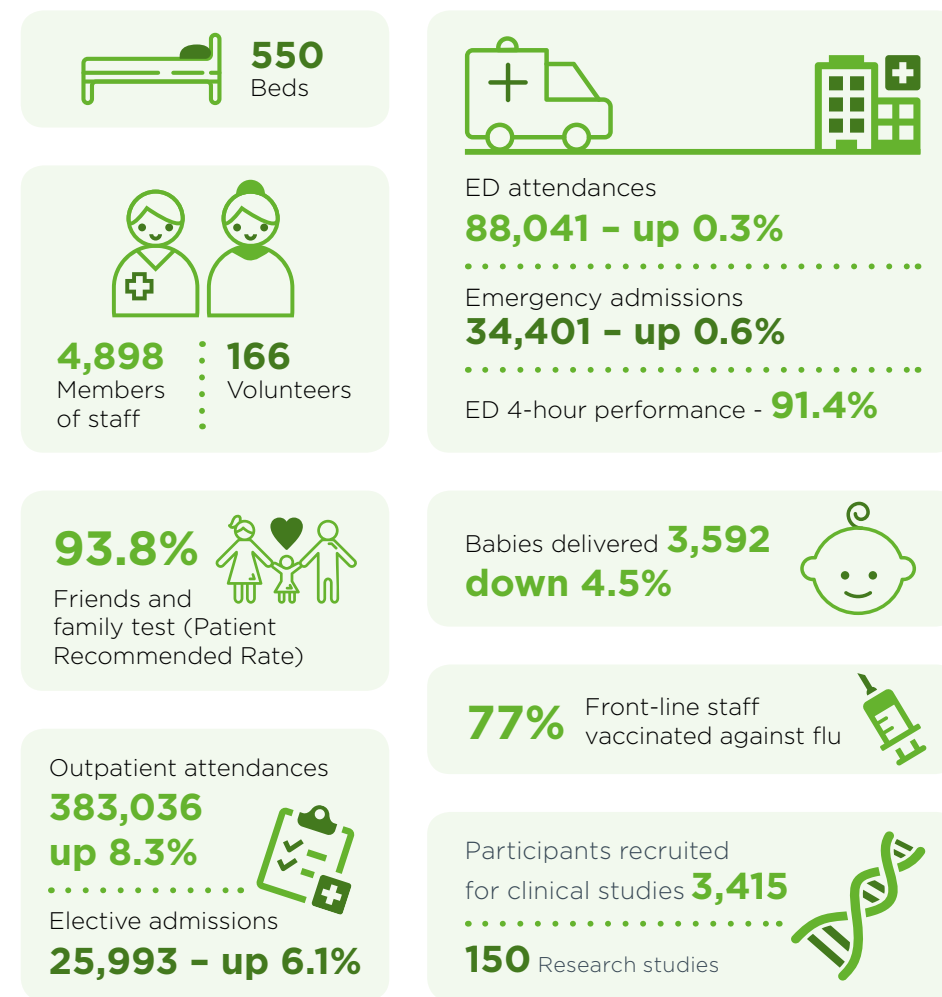 550
Beds
4,898
Members
of staff
166
Volunteers
93.8%
Friends and
family test (Patient
Recommended Rate)
Outpatient attendances
383,036
up 8.3%
Elective admissions
25,993 – up 6.1%
ED attendances
88,041 – up 0.3%
Emergency admissions
34,401 – up 0.6%
ED 4-hour performance - 91.4%
Babies delivered 3,592
down 4.5%
77%
Front-line staff
vaccinated against flu
Participants recruited
for clinical studies 3,415
150 Research studies